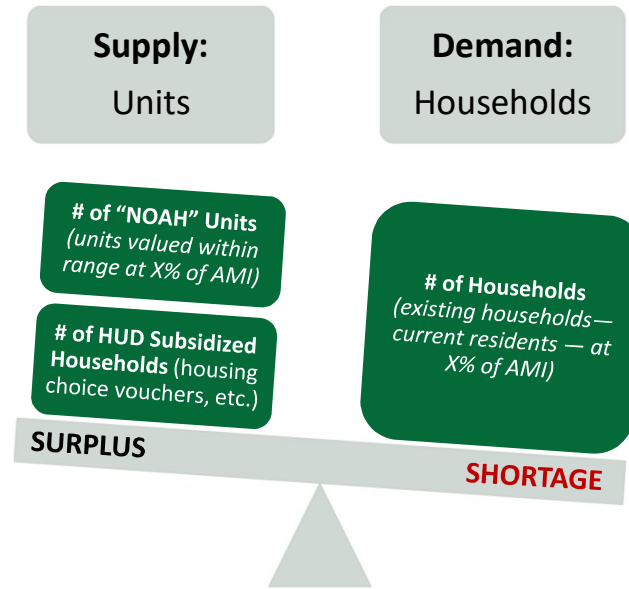 Supply:
Units
Demand:
Households
# of “NOAH” Units
(units valued within
range at X% of AMI)
# of HUD Subsidized
Households (housing
choice vouchers, etc.)
# of Households
(existing households—
current residents — at
X% of AMI)
SURPLUS
SHORTAGE